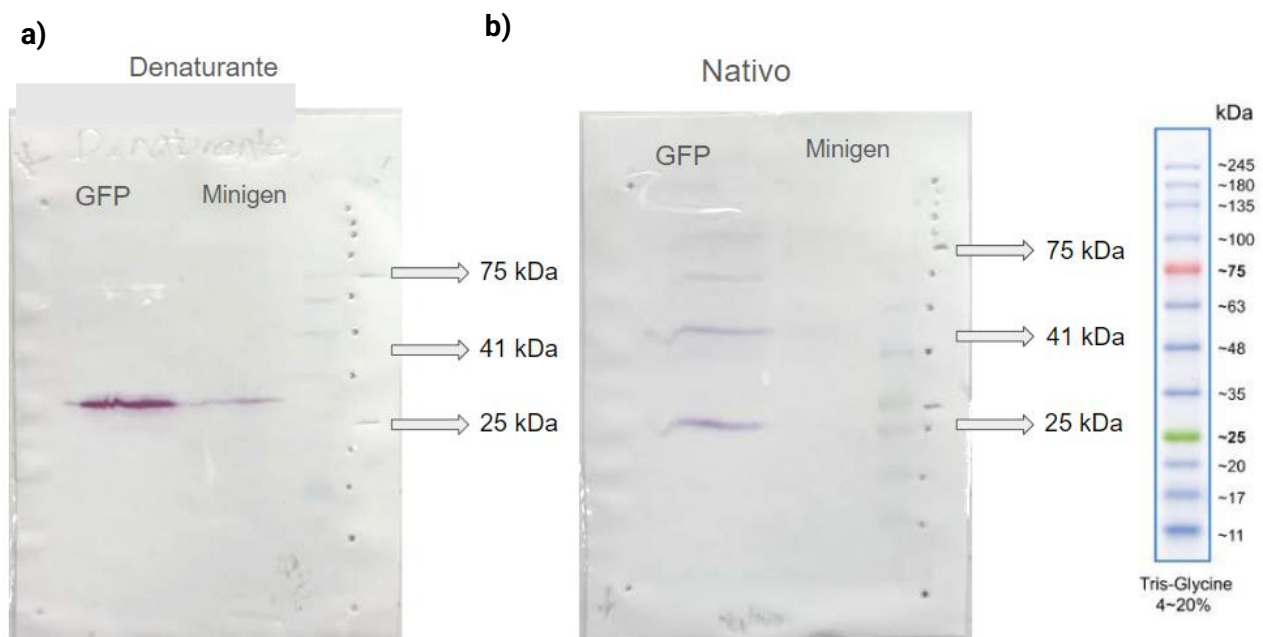 a)
Denaturante
Denaturante
GFP
Minigen
75 kDa
41 kDa
25 kDa
b)
Nativo
GFP
Minigen
75 kDa
41 kDa
25 kDa
kDa
~245
~180
~135
~100
~75
~63
~48
~35
~25
~20
~17
~11
Tris-Glycine
4~20%